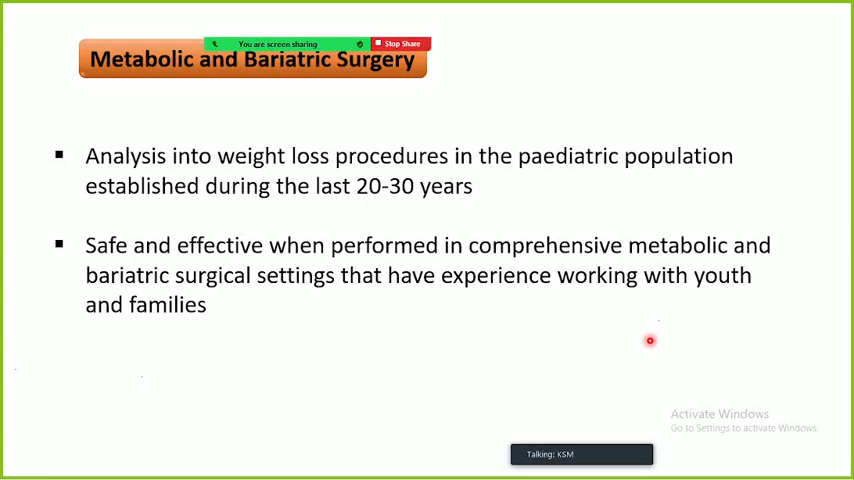 You are screen sharing Stop Share
Metabolic and Bariatric Surgery
Analysis into weight loss procedures in the paediatric population
established during the last 20-30 years
Safe and effective when performed in comprehensive metabolic and
bariatric surgical settings that have experience working with youth
and families
Activate Windows
Go to Settings to activate Windows.
Talking: KSM